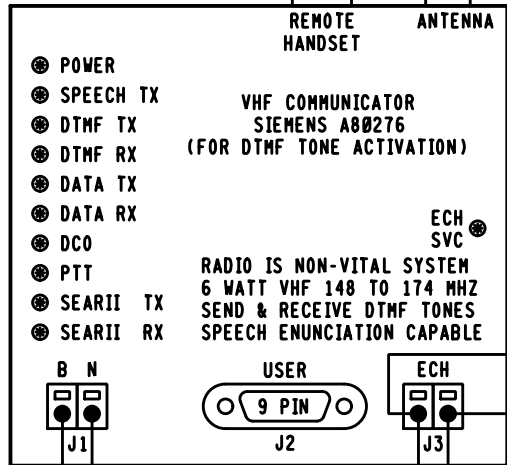 REMOTE HANDSET
ANTENNA
POWER
SPEECH TX
DTMF TX
DTMF RX
DATA TX
DATA RX
DCO
PTT
SEARII TX
SEARII RX
VHF COMMUNICATOR
SIEMENS A80276
(FOR DTMF TONE ACTIVATION)
ECH
SVC
RADIO IS NON-VITAL SYSTEM
6 WATT VHF 148 TO 174 MHZ
SEND & RECEIVE DTMF TONES
SPEECH ENUNCIATION CAPABLE
B N
J1
USER
9 PIN
J2
ECH
J3